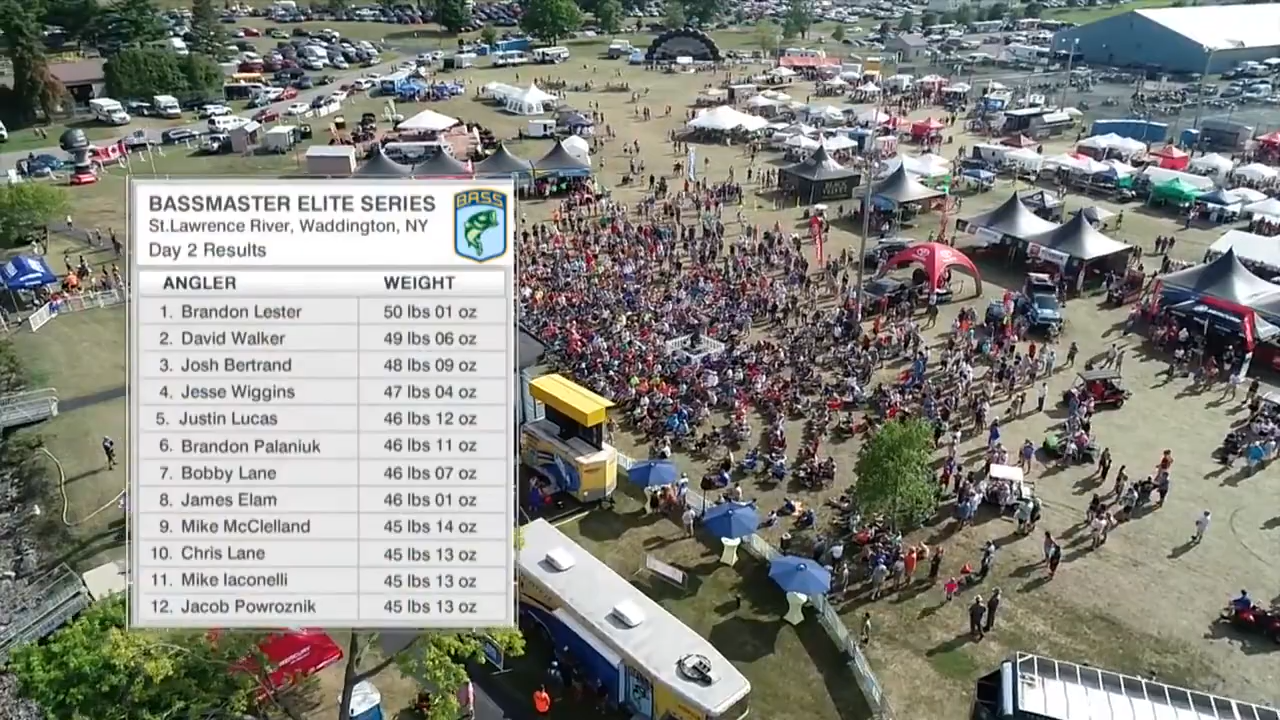 BASSMASTER ELITE SERIES
St.Lawrence River, Waddington, NY
Day 2 Results
BASS
ANGLER WEIGHT
1. Brandon Lester 50 lbs 01 oz
2. David Walker 49 lbs 06 oz
3. Josh Bertrand 48 lbs 09 oz
4. Jesse Wiggins 47 lbs 04 oz
5. Justin Lucas 46 lbs 12 oz
6. Brandon Palaniuk 46 lbs 11 oz
7. Bobby Lane 46 lbs 07 oz
8. James Elam 46 lbs 01 oz
9. Mike McClelland 45 lbs 14 oz
10. Chris Lane 45 lbs 13 oz
11. Mike Iaconelli 45 lbs 13 oz
12. Jacob Powroznik 45 lbs 13 oz
MERCURY